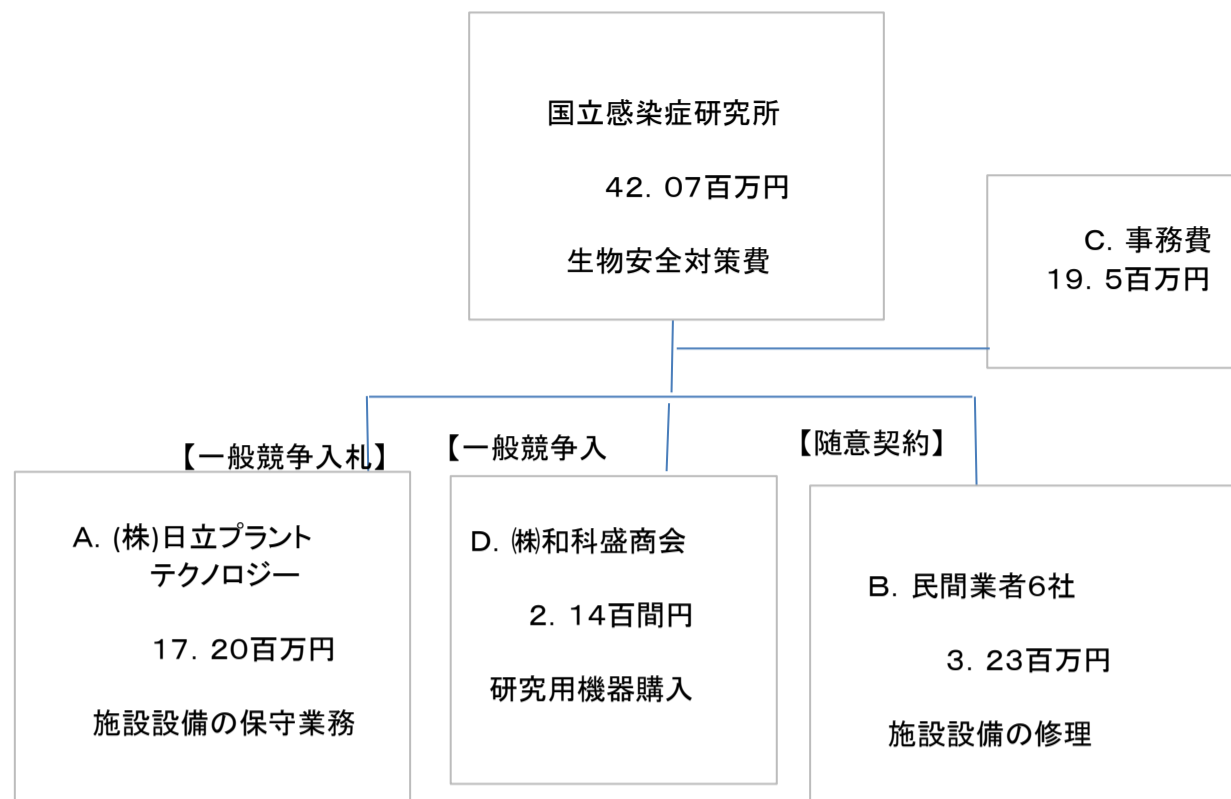 国立感染症研究所
42．07百万円
生物安全対策費
C．事務費
19．5百万円
【一般競争入札】
【一般競争入
【随意契約】
A．(株)日立プラント
テクノロジー
17．20百万円
施設設備の保守業務
D．㈱和科盛商会
2．14百間円
研究用機器購入
B．民間業者6社
3．23百万円
施設設備の修理